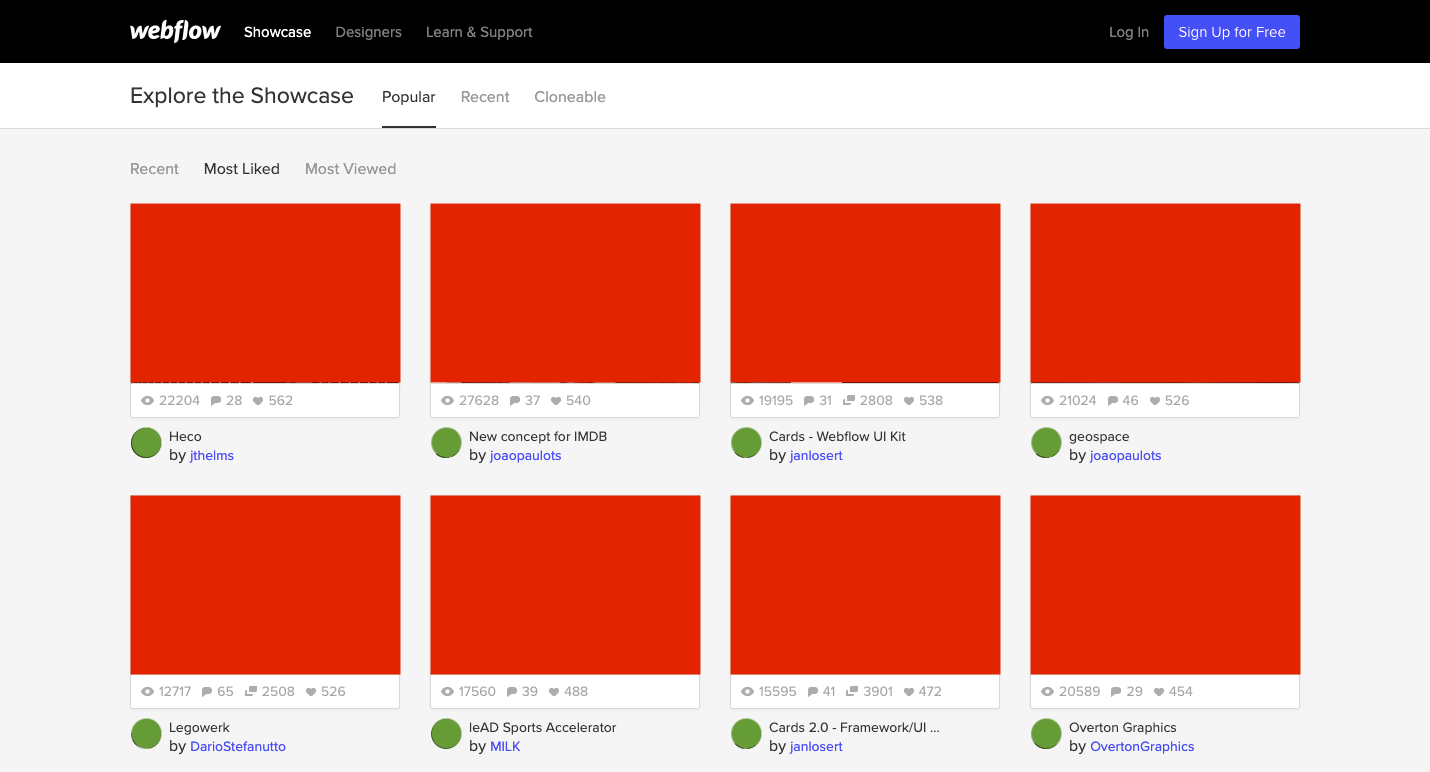 webflow Showcase Designers Learn & Support Log In Sign Up for Free
Explore the Showcase Popular Recent Cloneable
Recent Most Liked Most Viewed
22204 28 562
27628 37 540
19195 31 2808 538
21024 46 526
Heco
by jthelms
New concept for IMDB
by joaopaulots
Cards - Webflow UI Kit
by janlosert
geospace
by joaopaulots
12717 65 2508 526
17560 39 488
15595 41 3901 472
20589 29 454
Legowerk
by DarioStefanutto
leAD Sports Accelerator
by MILK
Cards 2.0 - Framework/UI ...
by janlosert
Overton Graphics
by OvertonGraphics